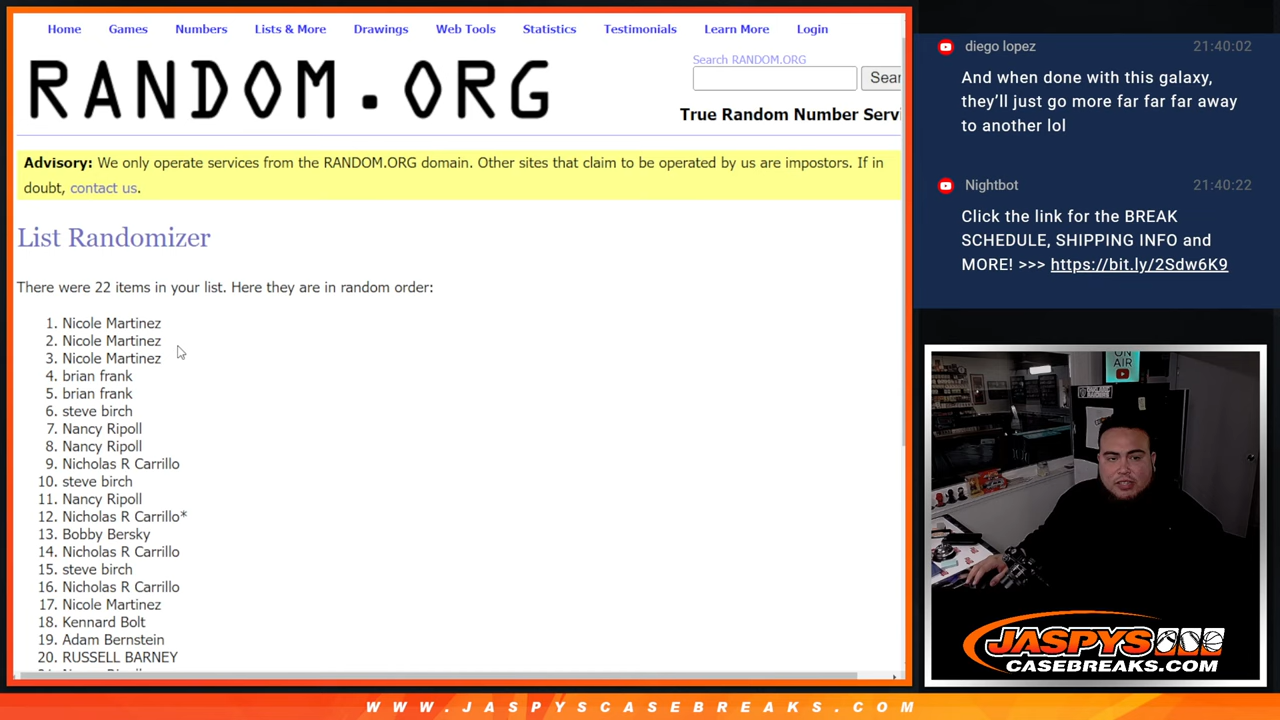 Home Games Numbers Lists & More Drawings Web Tools Statistics Testimonials Learn More Login
RANDOM.ORG
Search RANDOM.ORG
True Random Number Servi
Advisory: We only operate services from the RANDOM.ORG domain. Other sites that claim to be operated by us are impostors. If in
doubt, contact us.
List Randomizer
There were 22 items in your list. Here they are in random order:
1. Nicole Martinez
2. Nicole Martinez
3. Nicole Martinez
4. brian frank
5. brian frank
6. steve birch
7. Nancy Ripoll
8. Nancy Ripoll
9. Nicholas R Carrillo
10. steve birch
11. Nancy Ripoll
12. Nicholas R Carrillo*
13. Bobby Bersky
14. Nicholas R Carrillo
15. steve birch
16. Nicholas R Carrillo
17. Nicole Martinez
18. Kennard Bolt
19. Adam Bernstein
20. RUSSELL BARNEY
diego lopez 21:40:02
And when done with this galaxy,
they’ll just go more far far far away
to another lol
Nightbot 21:40:22
Click the link for the BREAK
SCHEDULE, SHIPPING INFO and
MORE! >>> https://bit.ly/2Sdw6K9
ON
AIR
JASPYS
CASEBREAKS.COM
WWW.JASPYSCASEBREAKS.COM